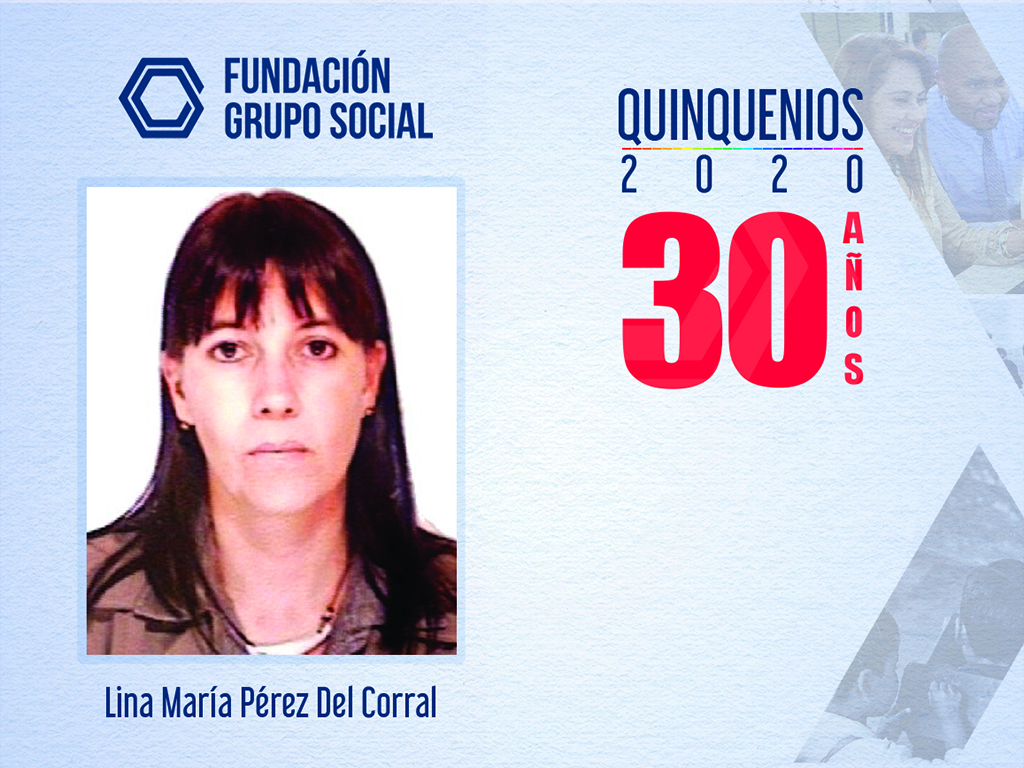 FUNDACIÓN
GRUPO SOCIAL
QUINQUENIOS
2020
30
AÑOS
Lina María Pérez Del Corral